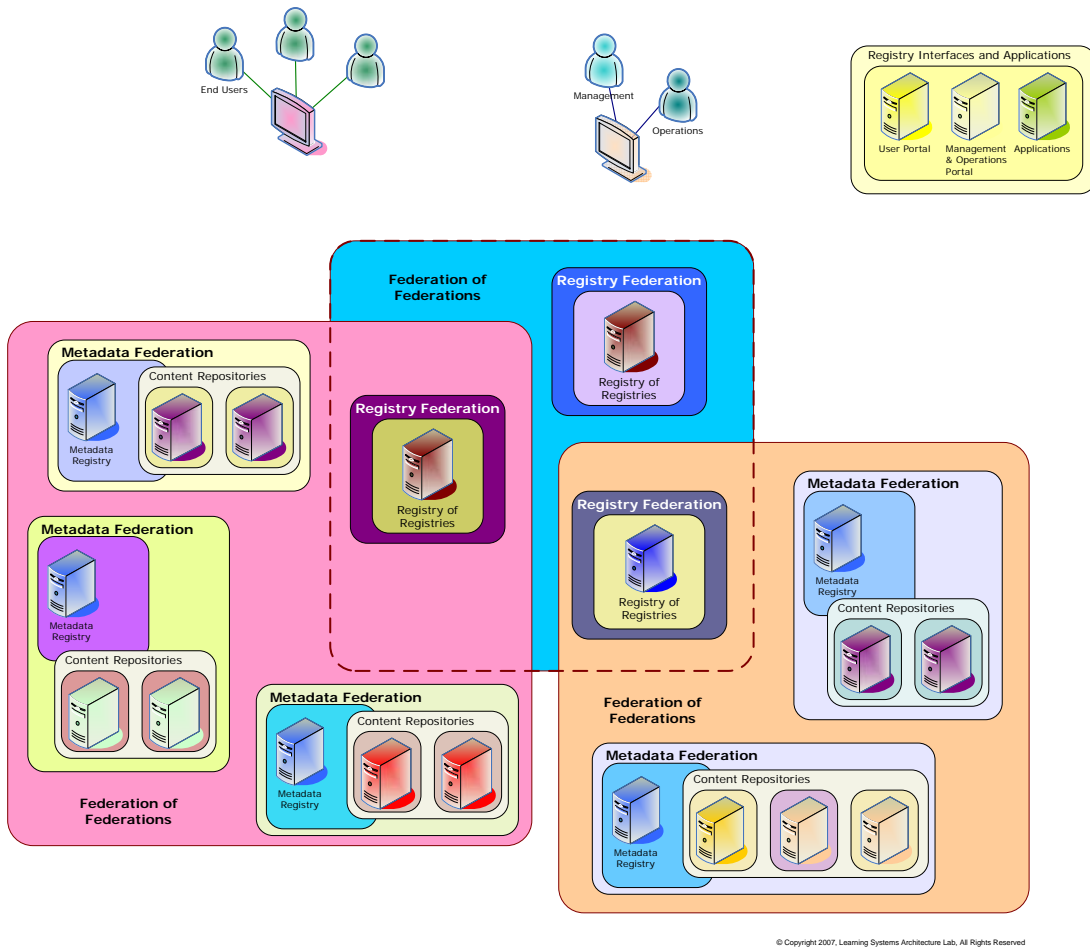 End Users
Management
Operations
Registry Interfaces and Applications
User Portal
Management
& Operations
Portal
Applications
Federation of
Federations
Registry Federation
Registry of
Registries
Metadata Federation
Content Repositories
Metadata
Registry
Registry Federation
Registry of
Registries
Metadata Federation
Metadata
Registry
Content Repositories
Registry Federation
Registry of
Registries
Metadata Federation
Metadata
Registry
Content Repositories
Metadata Federation
Content Repositories
Metadata
Registry
Federation of
Federations
Federation of
Federations
Metadata Federation
Content Repositories
Metadata
Registry
© Copyright 2007, Learning Systems Architecture Lab, All Rights Reserved